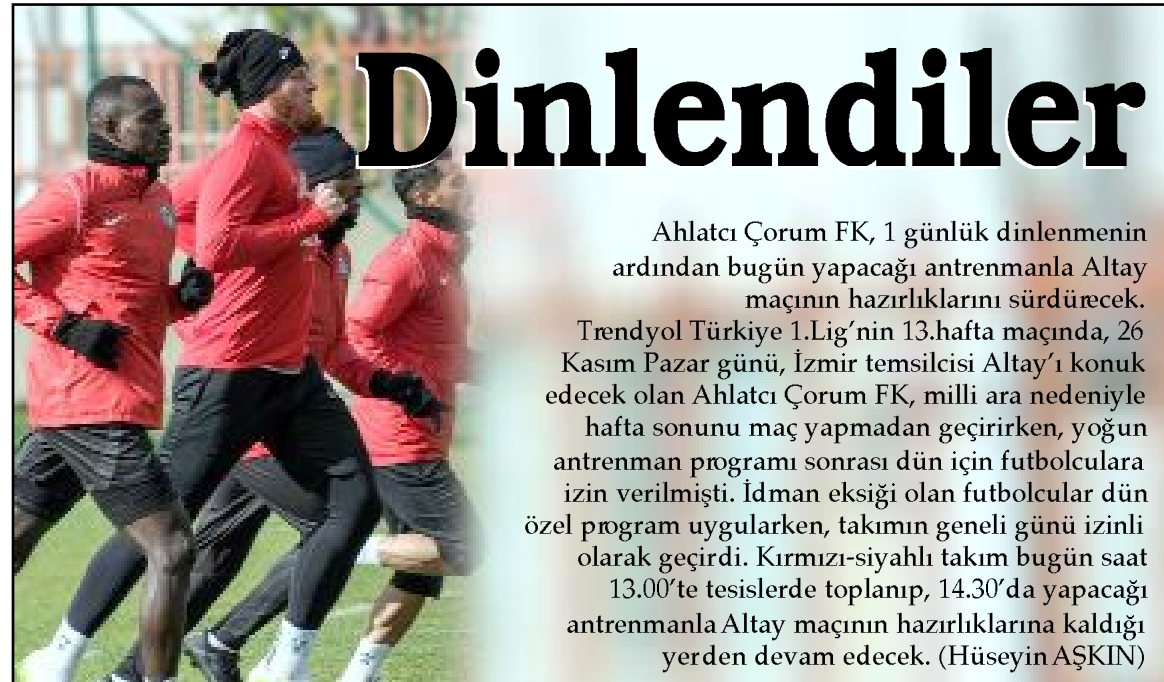 Dinlendiler
Ahlatcı Çorum FK, 1 günlük dinlenmenin
ardından bugün yapacağı antrenmanla Altay
maçının hazırlıklarını sürdürecek.
Trendyol Türkiye 1.Lig’nin 13.hafta maçında, 26
Kasım Pazar günü, İzmir temsilcisi Altay’ı konuk
edecek olan Ahlatcı Çorum FK, milli ara nedeniyle
hafta sonunu maç yapmadan geçirirken, yoğun
antrenman programı sonrası dün için futbolculara
izin verilmişti. İdman eksiği olan futbolcular dün
özel program uygularken, takımın geneli günü izinli
olarak geçirdi. Kırmızı-siyahlı takım bugün saat
13.00’te tesislerde toplanıp, 14.30’da yapacağı
antrenmanla Altay maçının hazırlıklarına kaldığı
yerden devam edecek. (Hüseyin AŞKIN)